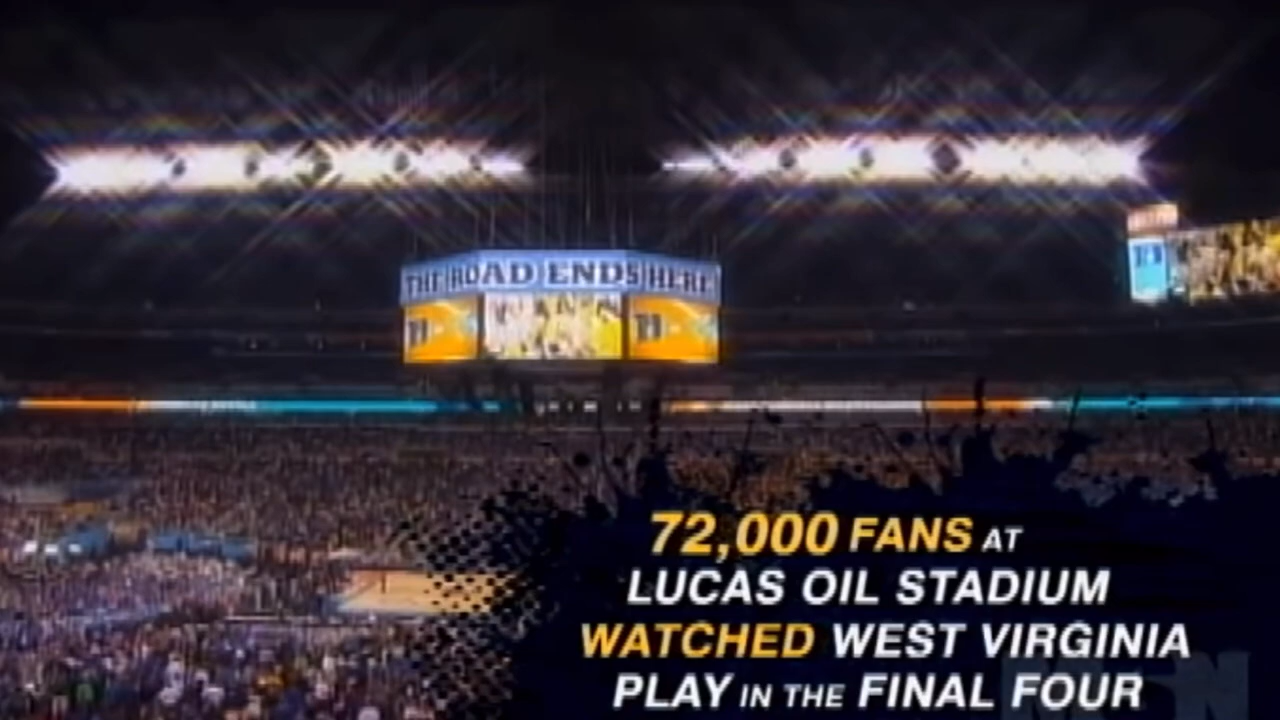 THE ROAD ENDS HERE
72,000 FANS AT
LUCAS OIL STADIUM
WATCHED WEST VIRGINIA
PLAY IN THE FINAL FOUR